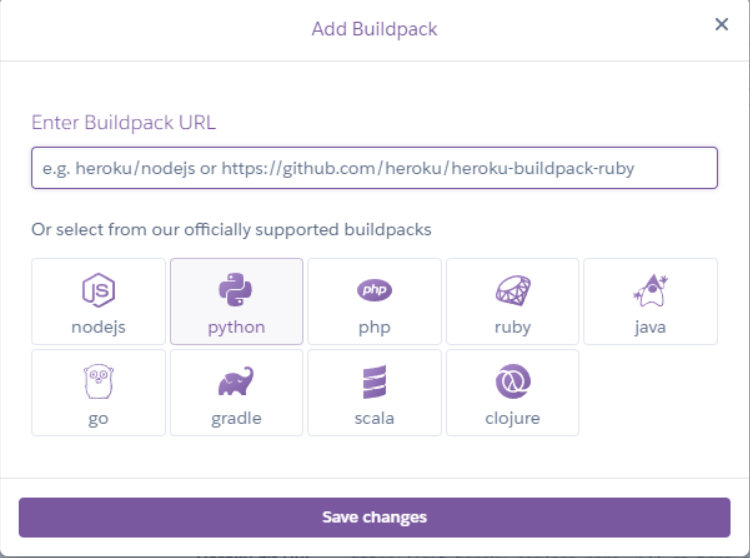 Add Buildpack
Enter Buildpack URL
e.g. heroku/nodejs or https://github.com/heroku/heroku-buildpack-ruby
Or select from our officially supported buildpacks
JS
php
nodejs python php ruby java
go gradle scala clojure
Save changes